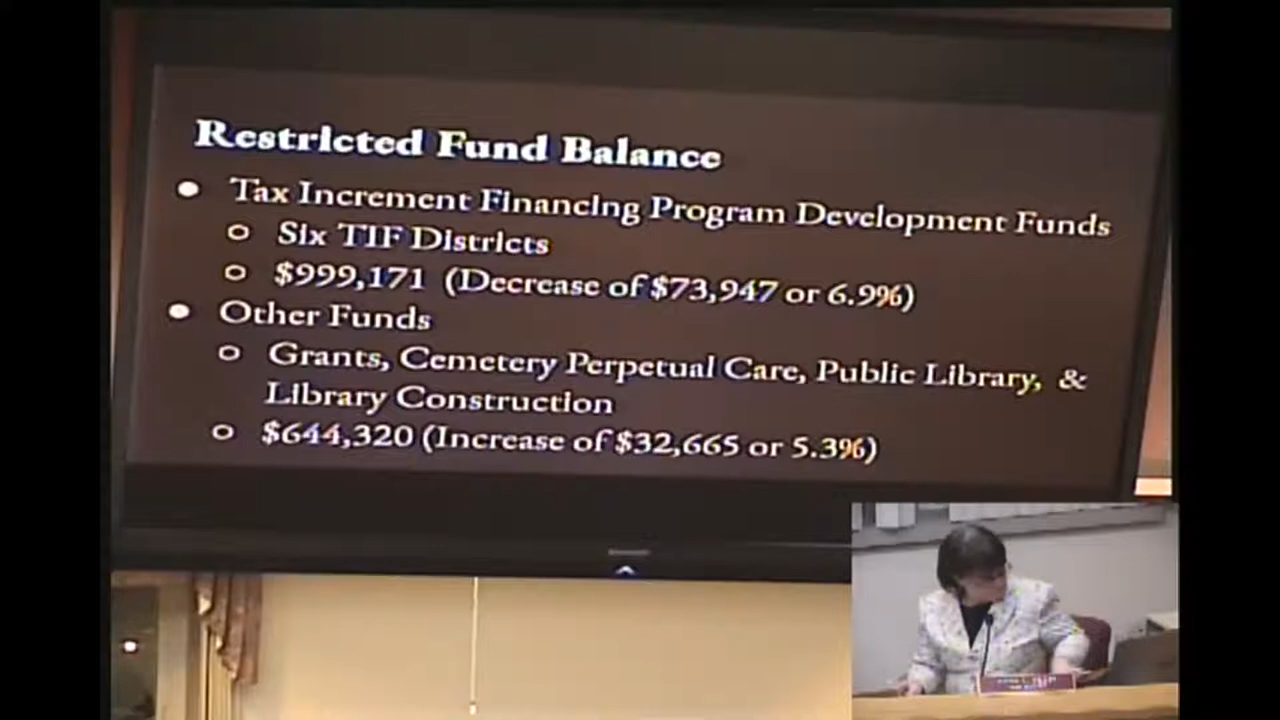 Restricted Fund Balance
● Tax Increment Financing Program Development Funds
○ Six TIF Districts
○ $999,171 (Decrease of $73,947 or 6.9%)
● Other Funds
○ Grants, Cemetery Perpetual Care, Public Library, &
Library Construction
○ $644,320 (Increase of $32,665 or 5.3%)